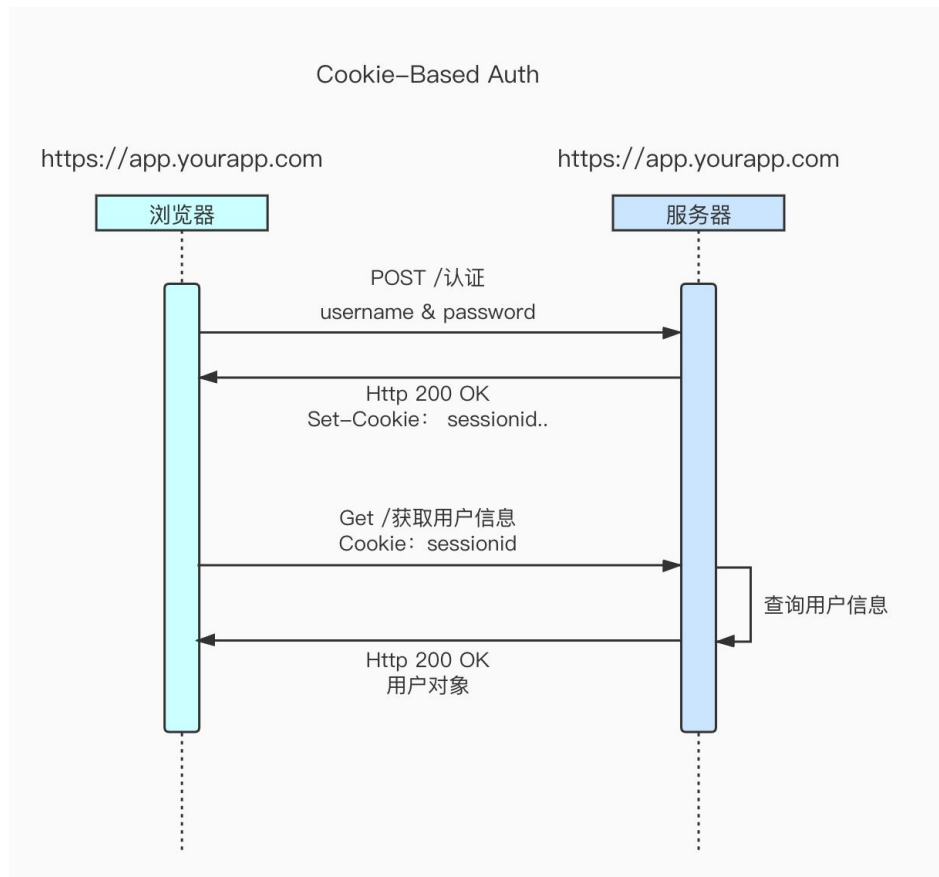 Cookie-Based Auth
https://app.yourapp.com
https://app.yourapp.com
浏览器
服务器
POST /认证
username & password
Http 200 OK
Set-Cookie： sessionid..
Get /获取用户信息
Cookie：sessionid
查询用户信息
Http 200 OK
用户对象